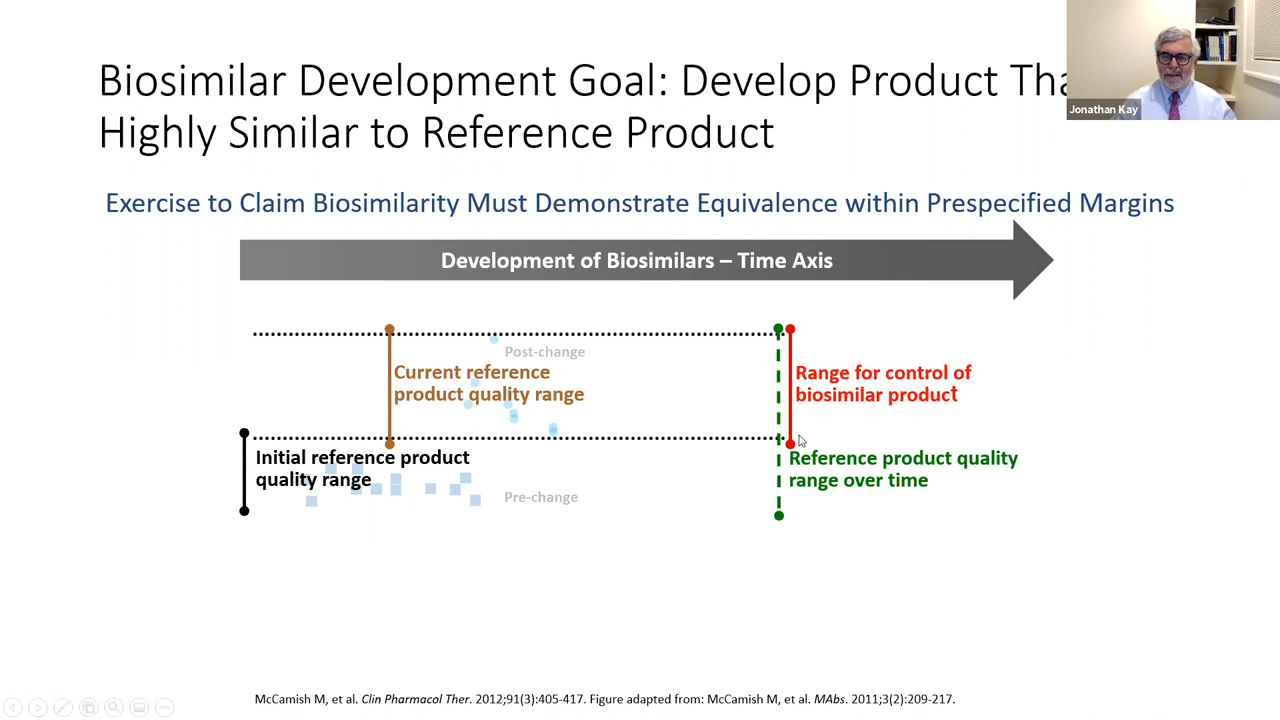 Biosimilar Development Goal: Develop Product Tha
Highly Similar to Reference Product
Jonathan Kay
Exercise to Claim Biosimilarity Must Demonstrate Equivalence within Prespecified Margins
Development of Biosimilars – Time Axis
Post-change
Current reference
product quality range
Range for control of
biosimilar product
Initial reference product
quality range
Reference product quality
range over time
Pre-change
McCamish M, et al. Clin Pharmacol Ther. 2012;91(3):405-417. Figure adapted from: McCamish M, et al. MAbs. 2011;3(2):209-217.